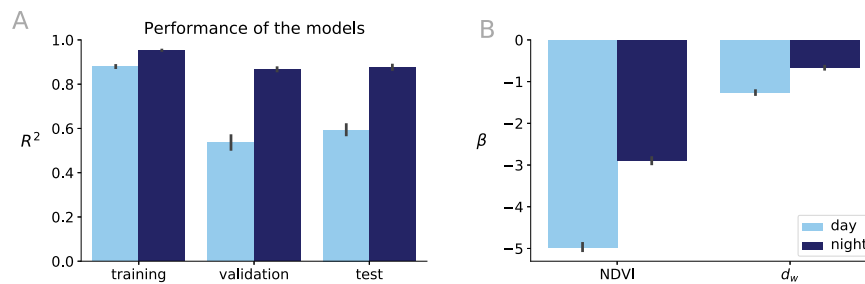 A
Performance of the models
1.0
0.8
0.6
0.4
0.2
0.0
R²
training
validation
test
B
0
−1
−2
−3
−4
−5
β
NDVI
d_w
day
night